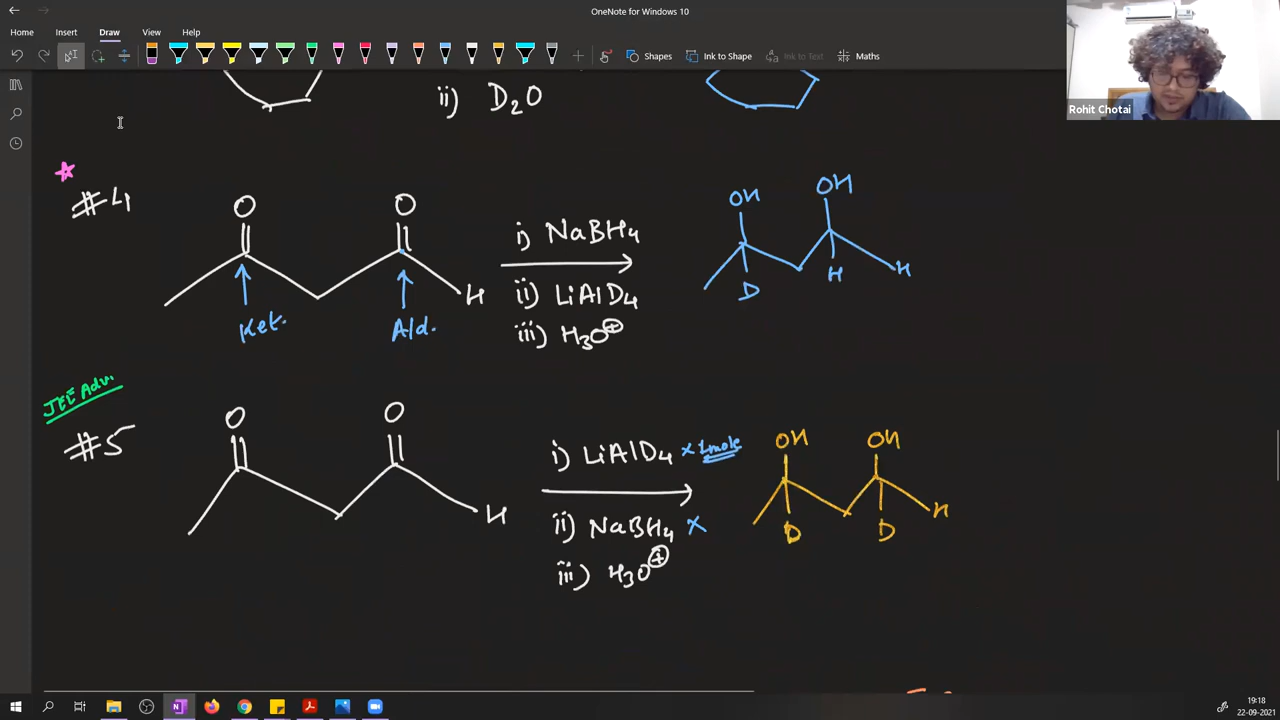 OneNote for Windows 10
Home Insert Draw View Help
Shapes Ink to Shape Ink to Text Maths
Rohit Chotai
ii) D2O
#4
O O
H
Ket. Ald.
i) NaBH4
ii) LiAlD4
iii) H3O⊕
OH OH
D H H
JEE Adv.
#5
O O
H
i) LiAlD4 x 1mole
ii) NaBH4 x
iii) H3O⊕
OH OH
D D H
19:18
22-09-2021